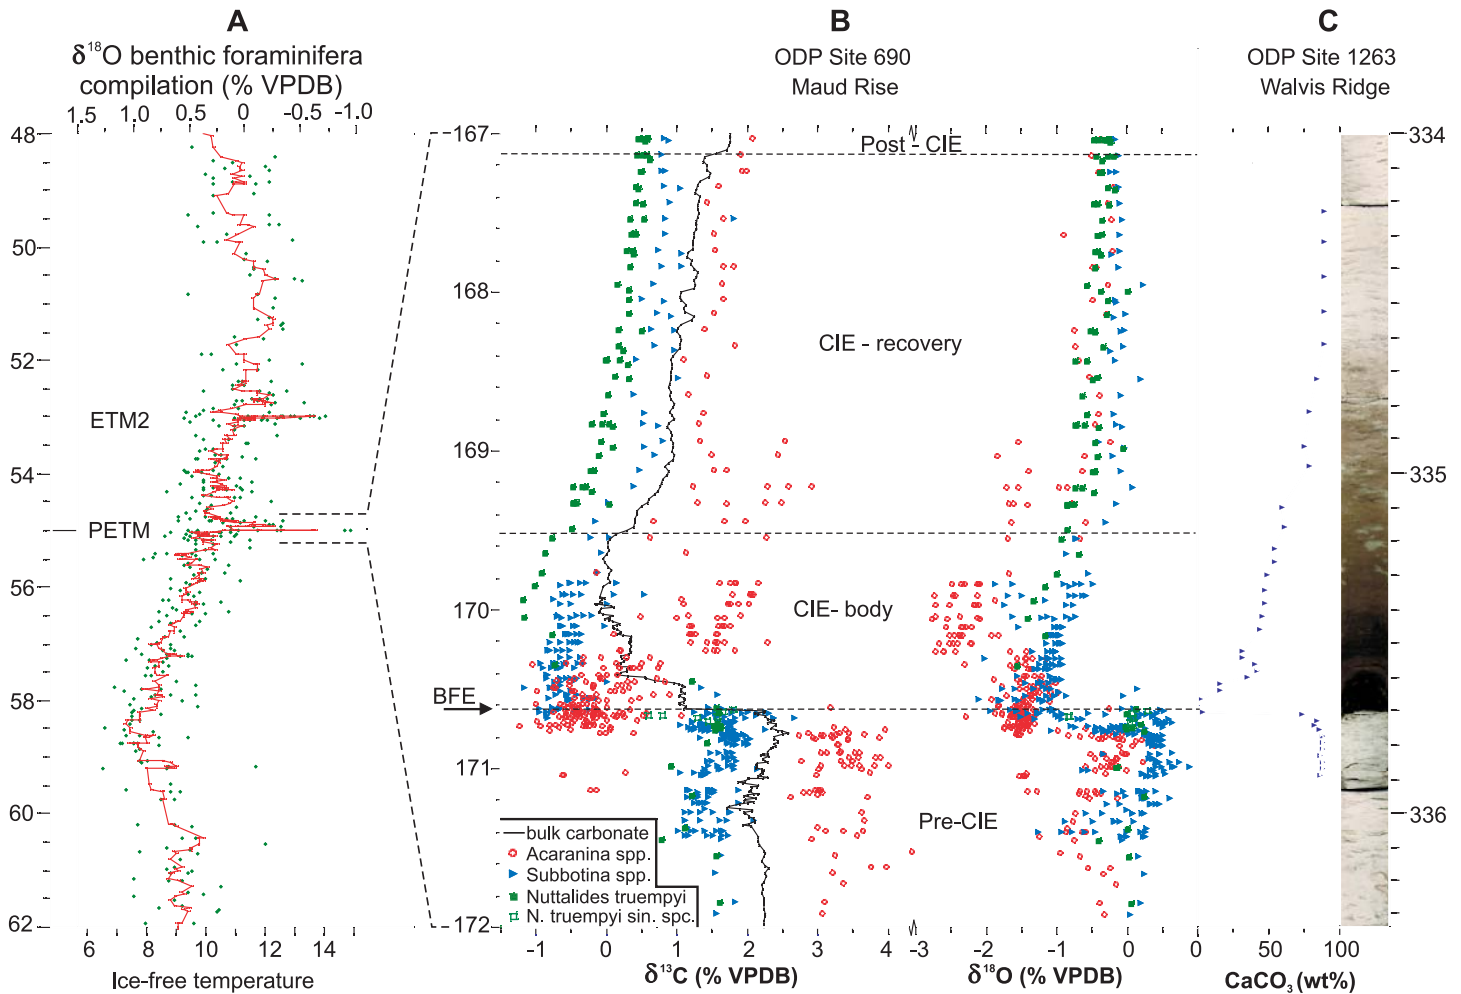 A
δ¹⁸O benthic foraminifera
compilation (% VPDB)
1.5 1.0 0.5 0 -0.5 -1.0
48
50
52
54
56
58
60
62
ETM2
PETM
6 8 10 12 14
Ice-free temperature
B
ODP Site 690
Maud Rise
167
168
169
170
171
172
BFE
Post - CIE
CIE - recovery
CIE- body
Pre-CIE
bulk carbonate
Acaranina spp.
Subbotina spp.
Nuttalides truempyi
N. truempyi sin. spc.
-1 0 1 2 3 4
δ¹³C (% VPDB)
-3 -2 -1 0
δ¹⁸O (% VPDB)
C
ODP Site 1263
Walvis Ridge
334
335
336
0 50 100
CaCO₃(wt%)